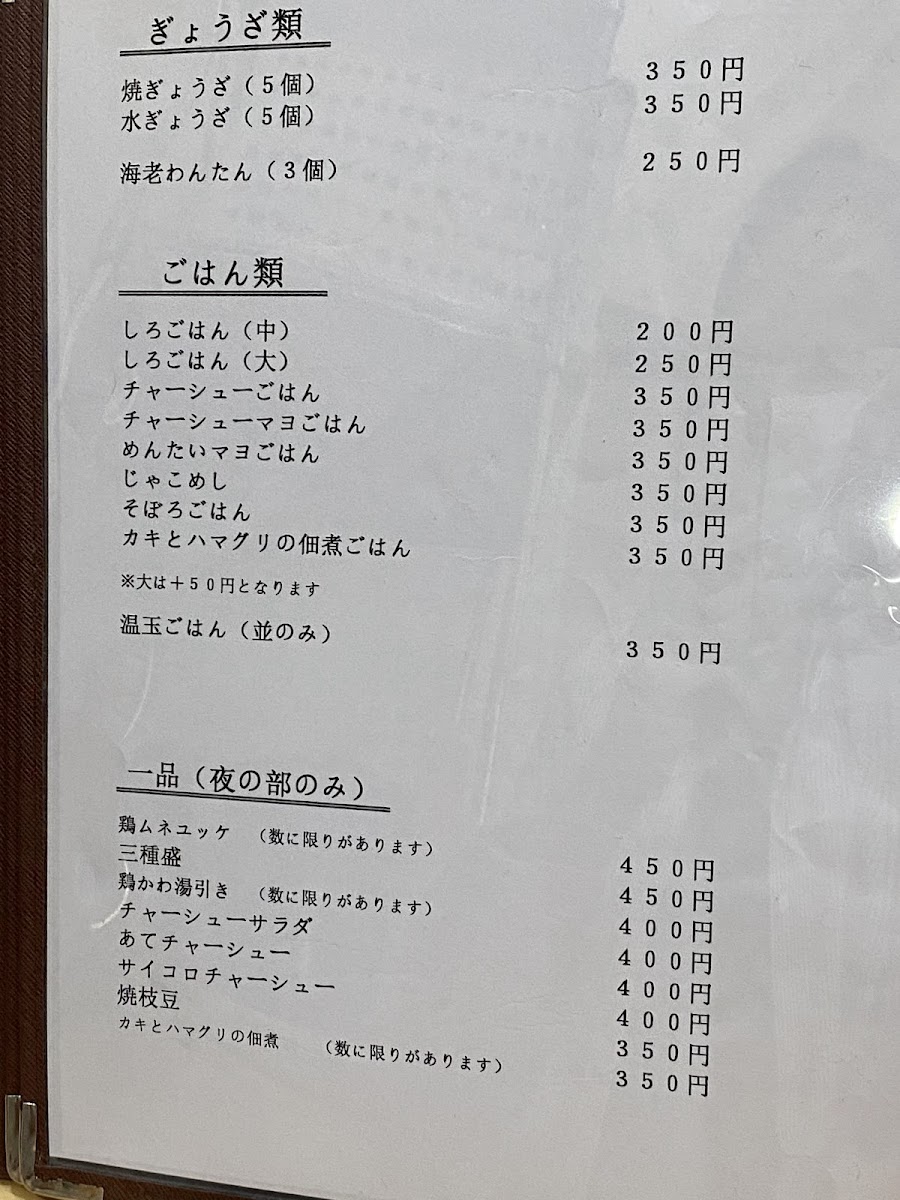 ぎょうざ類
焼ぎょうざ（５個） ３５０円
水ぎょうざ（５個） ３５０円
海老わんたん（３個） ２５０円
ごはん類
しろごはん（中） ２００円
しろごはん（大） ２５０円
チャーシューごはん ３５０円
チャーシューマヨごはん ３５０円
めんたいマヨごはん ３５０円
じゃこめし ３５０円
そぼろごはん ３５０円
カキとハマグリの佃煮ごはん ３５０円
※大は＋５０円となります
温玉ごはん（並のみ） ３５０円
一品（夜の部のみ）
鶏ムネユッケ （数に限りがあります） ４５０円
三種盛 ４５０円
鶏かわ湯引き （数に限りがあります） ４００円
チャーシューサラダ ４００円
あてチャーシュー ４００円
サイコロチャーシュー ４００円
焼枝豆 ３５０円
カキとハマグリの佃煮 （数に限りがあります） ３５０円